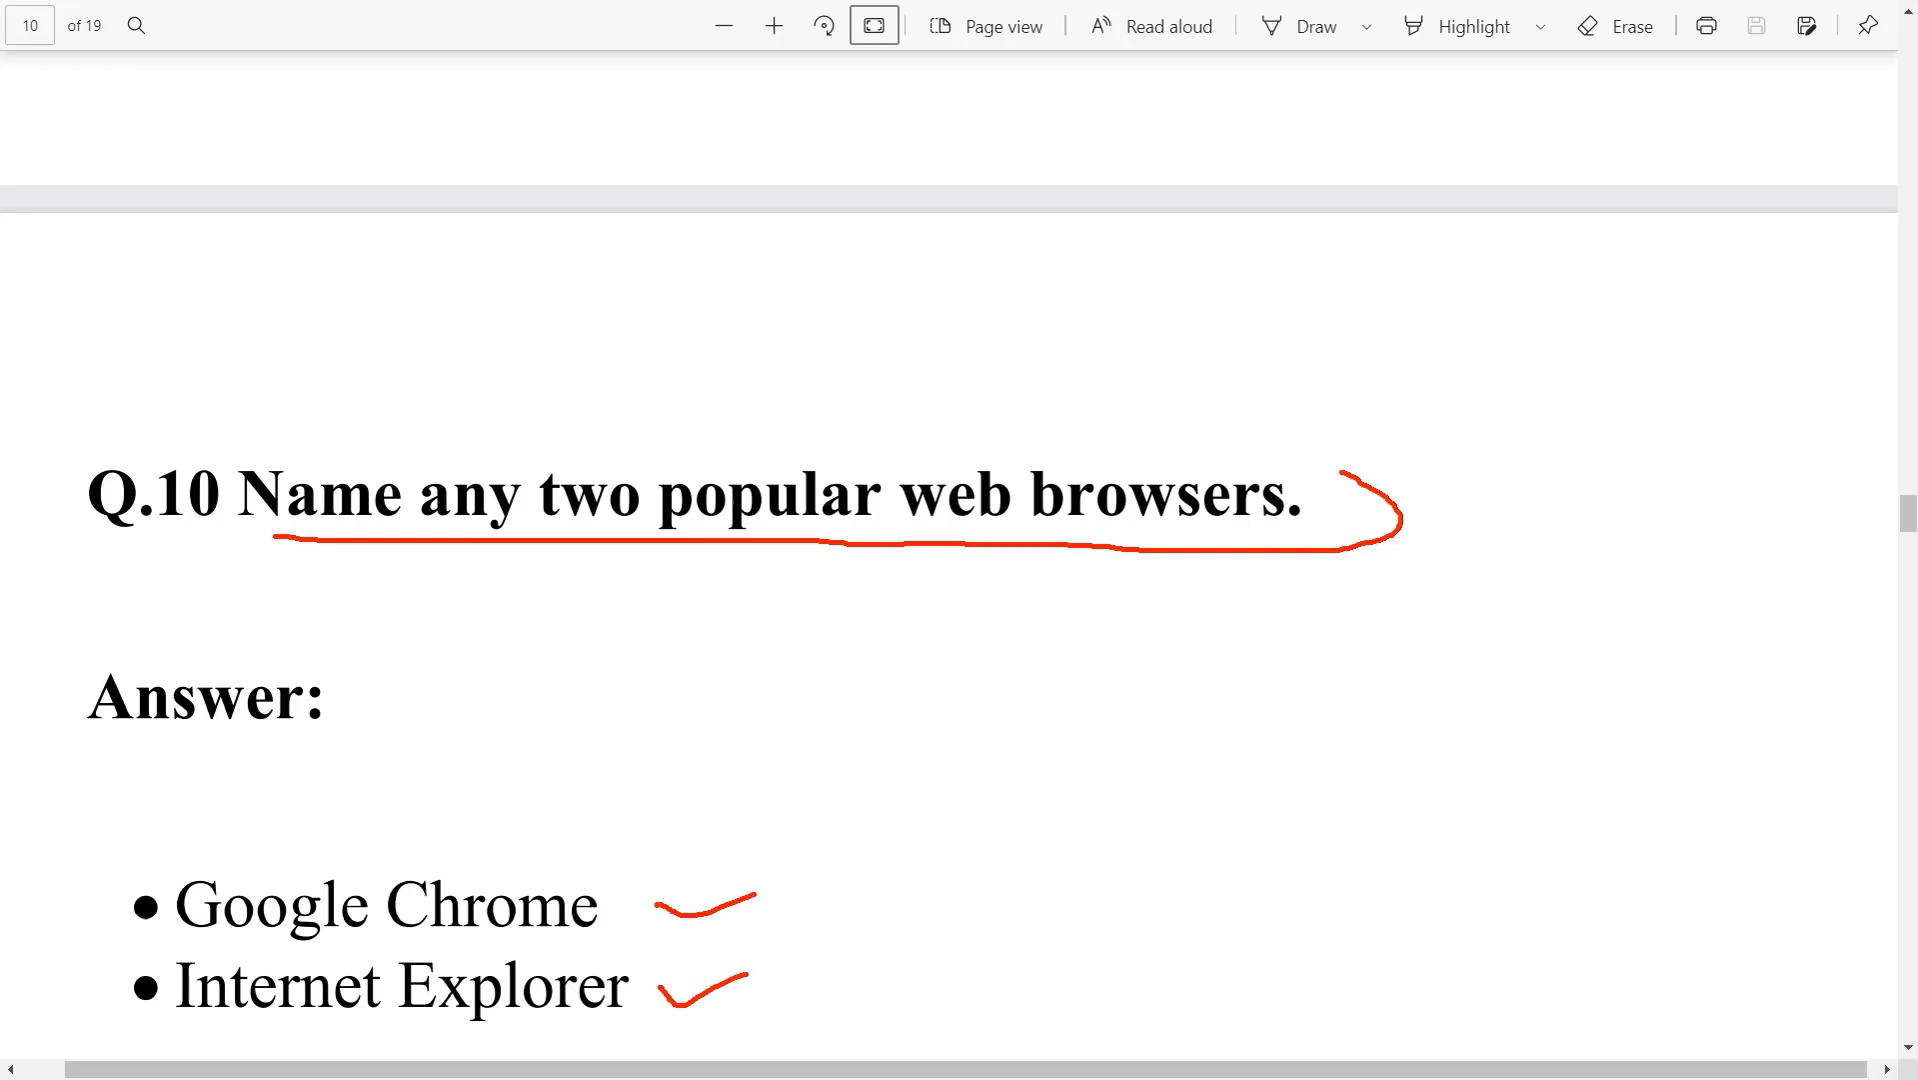 10 of 19 Page view Read aloud Draw Highlight Erase
Q.10 Name any two popular web browsers.
Answer:
• Google Chrome
• Internet Explorer